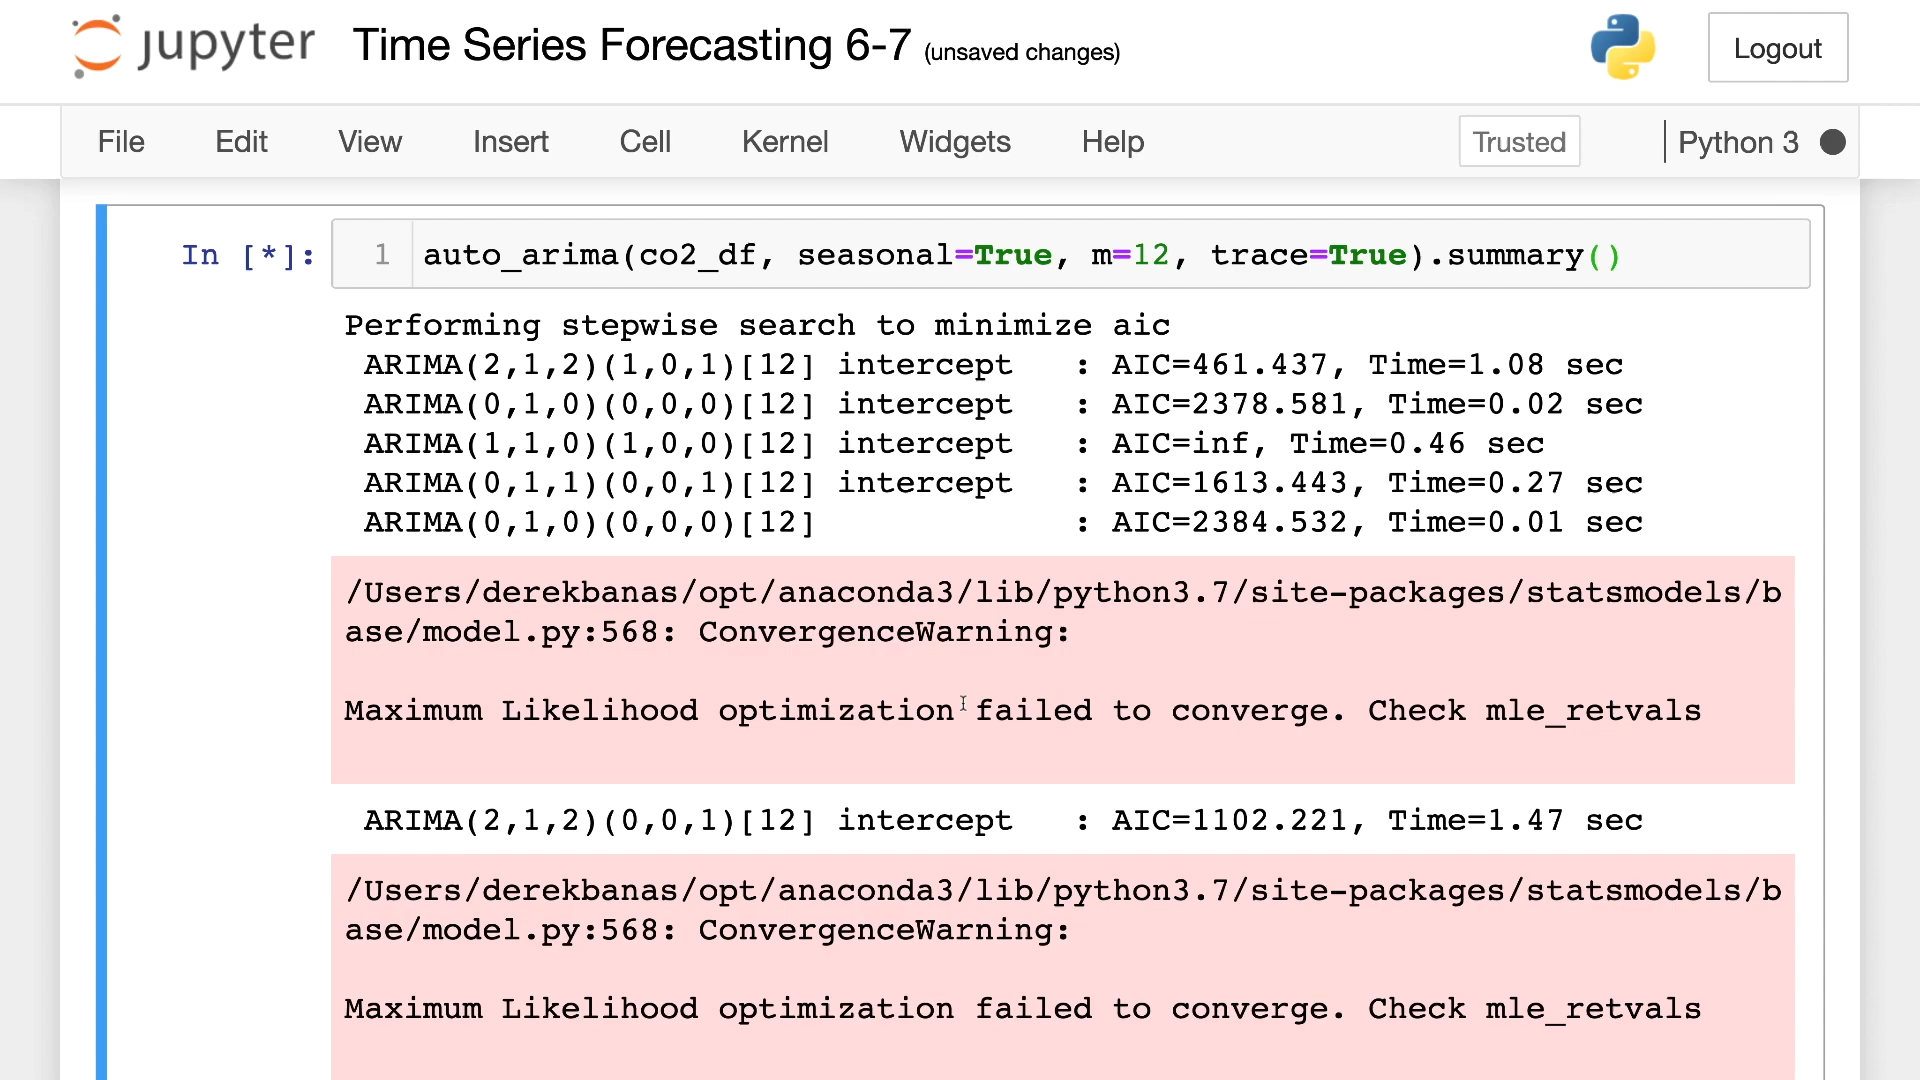 jupyter Time Series Forecasting 6-7 (unsaved changes) Logout
File Edit View Insert Cell Kernel Widgets Help Trusted Python 3
In [*]: 1 auto_arima(co2_df, seasonal=True, m=12, trace=True).summary()
Performing stepwise search to minimize aic
ARIMA(2,1,2)(1,0,1)[12] intercept   : AIC=461.437, Time=1.08 sec
ARIMA(0,1,0)(0,0,0)[12] intercept   : AIC=2378.581, Time=0.02 sec
ARIMA(1,1,0)(1,0,0)[12] intercept   : AIC=inf, Time=0.46 sec
ARIMA(0,1,1)(0,0,1)[12] intercept   : AIC=1613.443, Time=0.27 sec
ARIMA(0,1,0)(0,0,0)[12]             : AIC=2384.532, Time=0.01 sec
/Users/derekbanas/opt/anaconda3/lib/python3.7/site-packages/statsmodels/b
ase/model.py:568: ConvergenceWarning:
Maximum Likelihood optimization failed to converge. Check mle_retvals
ARIMA(2,1,2)(0,0,1)[12] intercept   : AIC=1102.221, Time=1.47 sec
/Users/derekbanas/opt/anaconda3/lib/python3.7/site-packages/statsmodels/b
ase/model.py:568: ConvergenceWarning:
Maximum Likelihood optimization failed to converge. Check mle_retvals